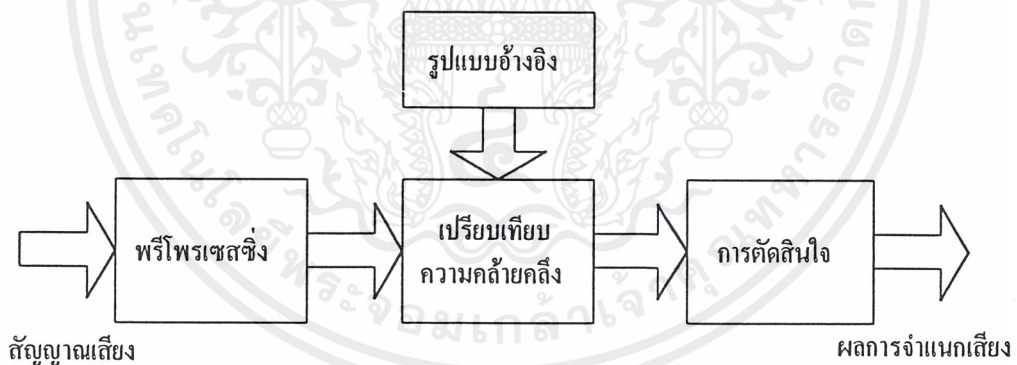 รูปแบบอ้างอิง
พรีโพรเซสซิ่ง
เปรียบเทียบ
ความคล้ายคลึง
การตัดสินใจ
สัญญาณเสียง
ผลการจำแนกเสียง